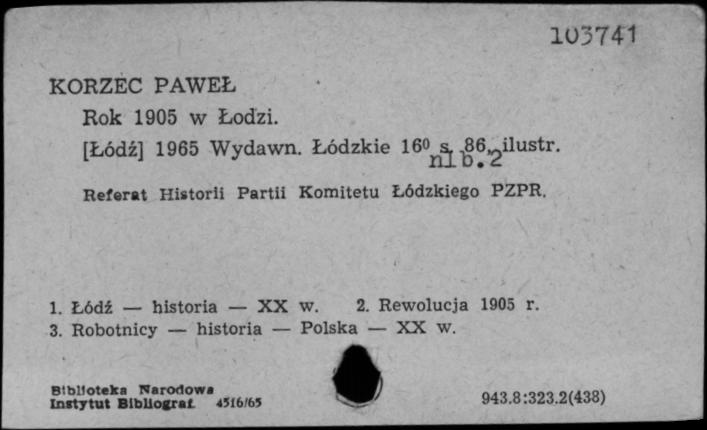 103741
KORZEC PAWEŁ
Rok 1905 w Łodzi.
[Łódź] 1965 Wydawn. Łódzkie 16⁰ s. 86, ilustr.
nlb.2
Referat Historii Partii Komitetu Łódzkiego PZPR.
1. Łódź — historia — XX w. 2. Rewolucja 1905 r.
3. Robotnicy — historia — Polska — XX w.
Biblioteka Narodowa
Instytut Bibliograf. 4516/65
943.8:323.2(438)